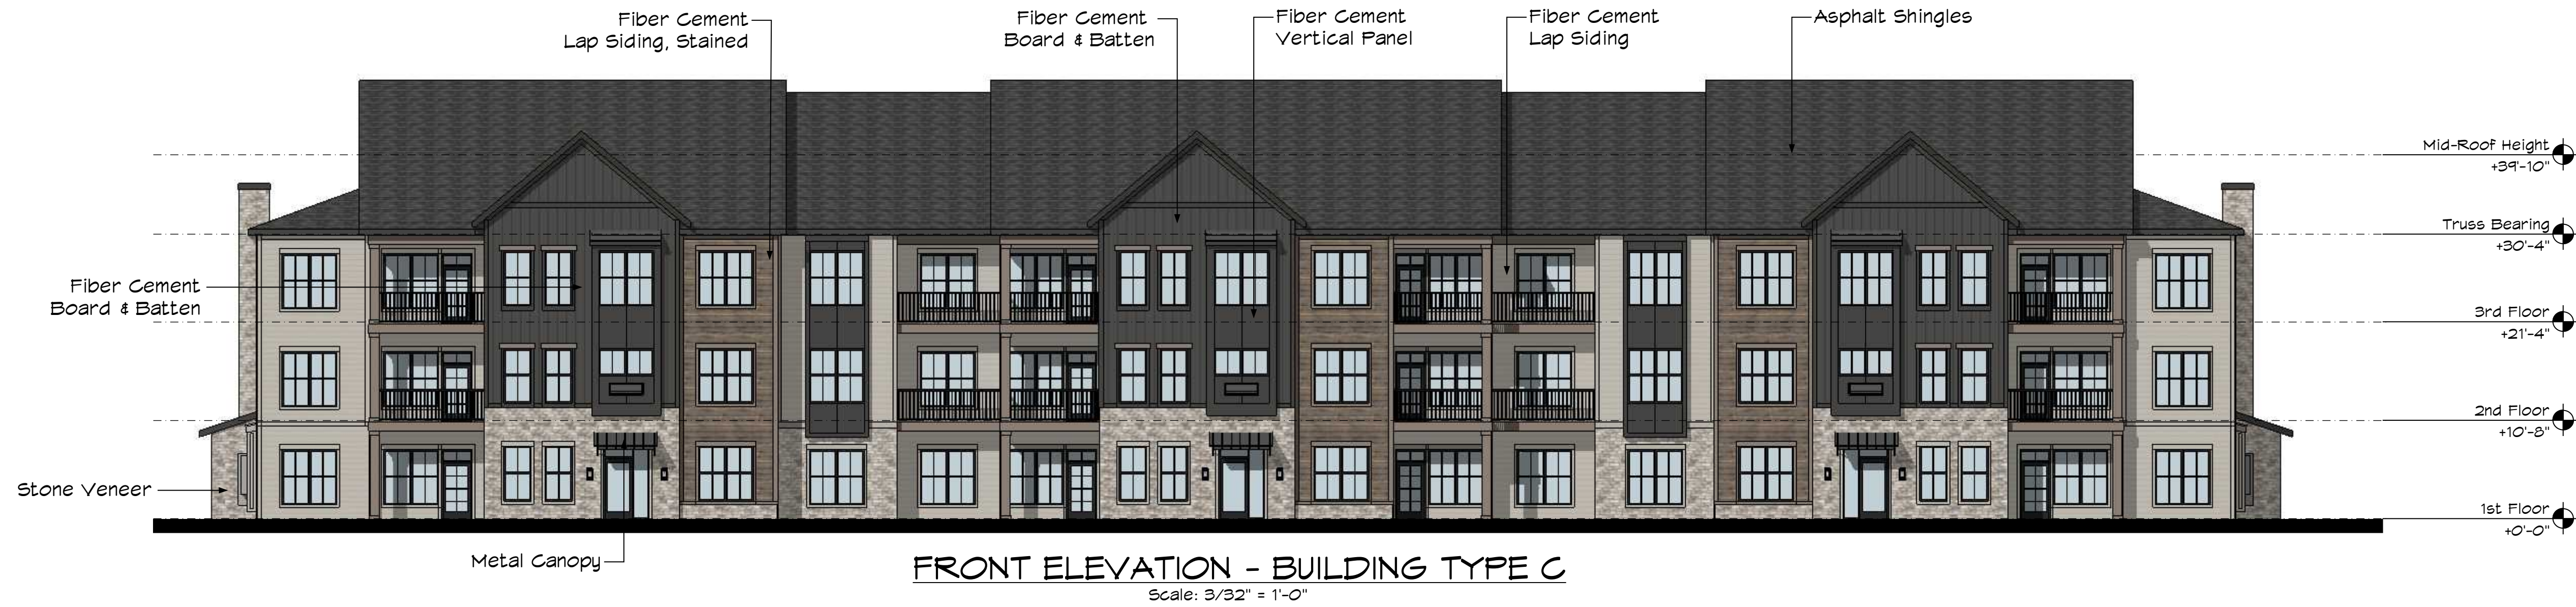 Fiber Cement
Lap Siding, Stained
Fiber Cement
Board & Batten
Fiber Cement
Vertical Panel
Fiber Cement
Lap Siding
Asphalt Shingles
Mid-Roof Height
+39'-10"
Truss Bearing
+30'-4"
Fiber Cement
Board & Batten
3rd Floor
+21'-4"
2nd Floor
+10'-8"
Stone Veneer
1st Floor
+0'-0"
Metal Canopy
FRONT ELEVATION - BUILDING TYPE C
Scale: 3/32" = 1'-0"